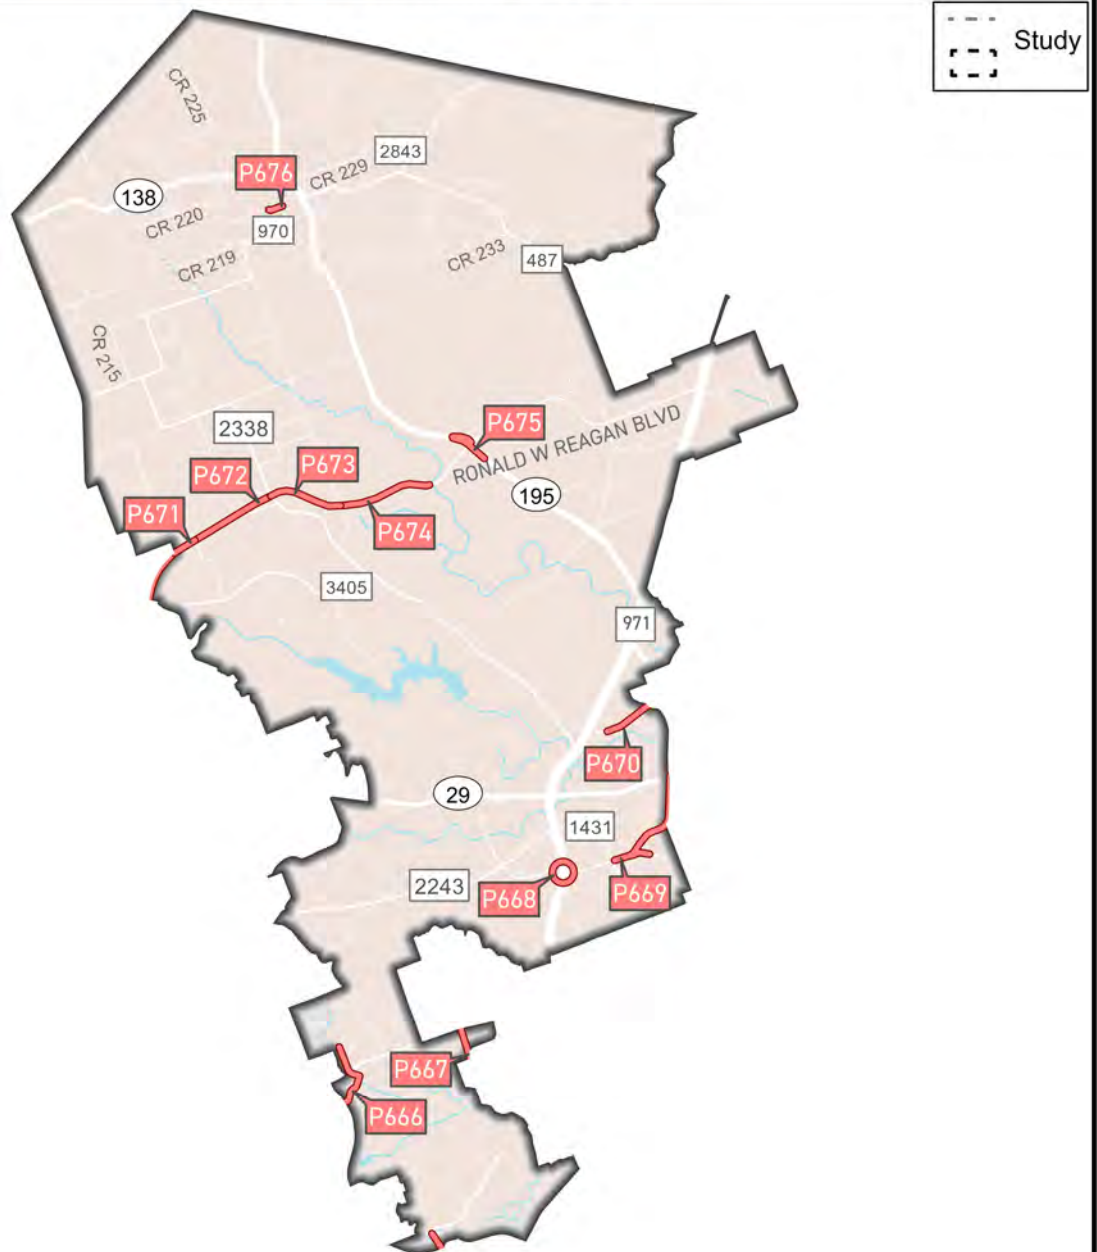 Study
CR 225
2843
P676
CR 229
138
CR 220
970
CR 233
487
CR 219
CR 215
P675
2338
RONALD W REAGAN BLVD
P673
P672
195
P671
P674
3405
971
P670
29
1431
2243
P668
P669
P667
P666